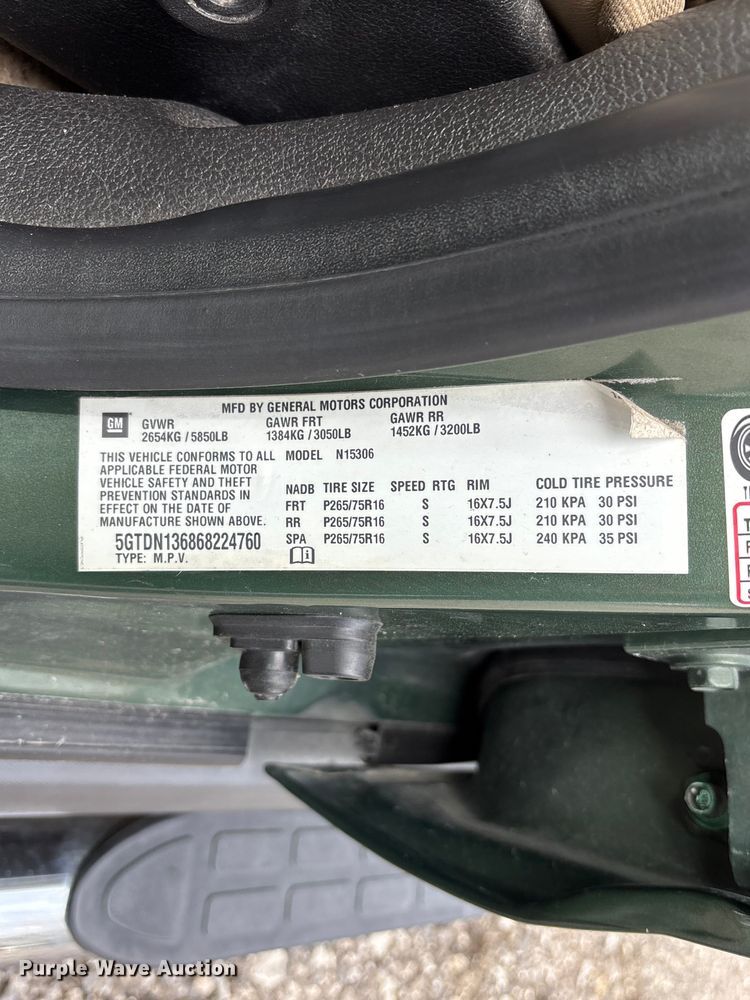 MFD BY GENERAL MOTORS CORPORATION
GM
GVWR GAWR FRT GAWR RR
2654KG / 5850LB 1384KG / 3050LB 1452KG / 3200LB
THIS VEHICLE CONFORMS TO ALL
APPLICABLE FEDERAL MOTOR
VEHICLE SAFETY AND THEFT
PREVENTION STANDARDS IN
EFFECT ON THE DATE OF
MANUFACTURE SHOWN ABOVE.
5GTDN136868224760
TYPE: M.P.V.
MODEL N15306
NADB TIRE SIZE SPEED RTG RIM COLD TIRE PRESSURE
FRT P265/75R16 S 16X7.5J 210 KPA 30 PSI
RR P265/75R16 S 16X7.5J 210 KPA 30 PSI
SPA P265/75R16 S 16X7.5J 240 KPA 35 PSI
Purple Wave Auction